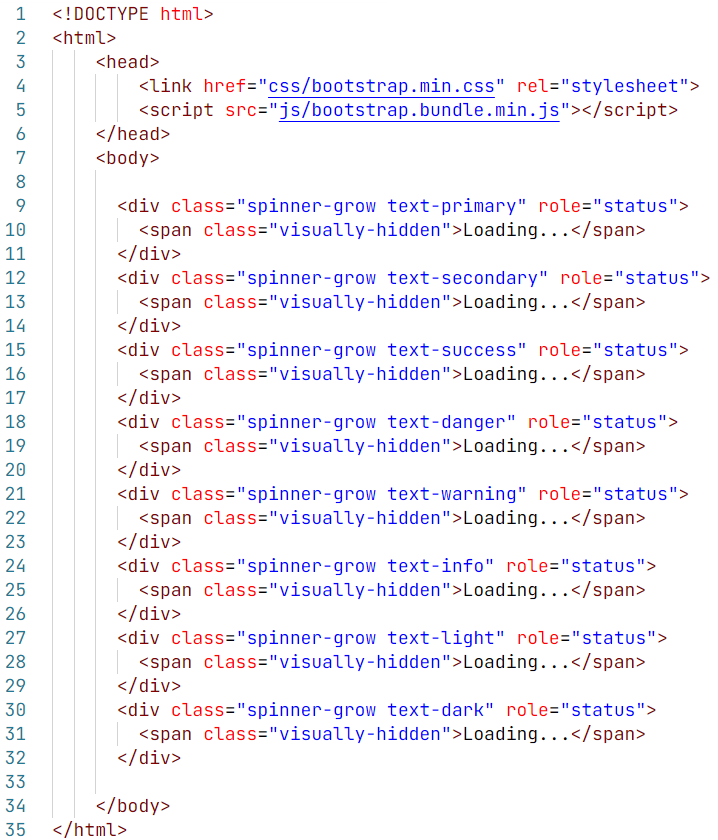 1 <!DOCTYPE html>
2 <html>
3     <head>
4         <link href="css/bootstrap.min.css" rel="stylesheet">
5         <script src="js/bootstrap.bundle.min.js"></script>
6     </head>
7     <body>
8
9       <div class="spinner-grow text-primary" role="status">
10         <span class="visually-hidden">Loading...</span>
11       </div>
12       <div class="spinner-grow text-secondary" role="status">
13         <span class="visually-hidden">Loading...</span>
14       </div>
15       <div class="spinner-grow text-success" role="status">
16         <span class="visually-hidden">Loading...</span>
17       </div>
18       <div class="spinner-grow text-danger" role="status">
19         <span class="visually-hidden">Loading...</span>
20       </div>
21       <div class="spinner-grow text-warning" role="status">
22         <span class="visually-hidden">Loading...</span>
23       </div>
24       <div class="spinner-grow text-info" role="status">
25         <span class="visually-hidden">Loading...</span>
26       </div>
27       <div class="spinner-grow text-light" role="status">
28         <span class="visually-hidden">Loading...</span>
29       </div>
30       <div class="spinner-grow text-dark" role="status">
31         <span class="visually-hidden">Loading...</span>
32       </div>
33
34     </body>
35 </html>